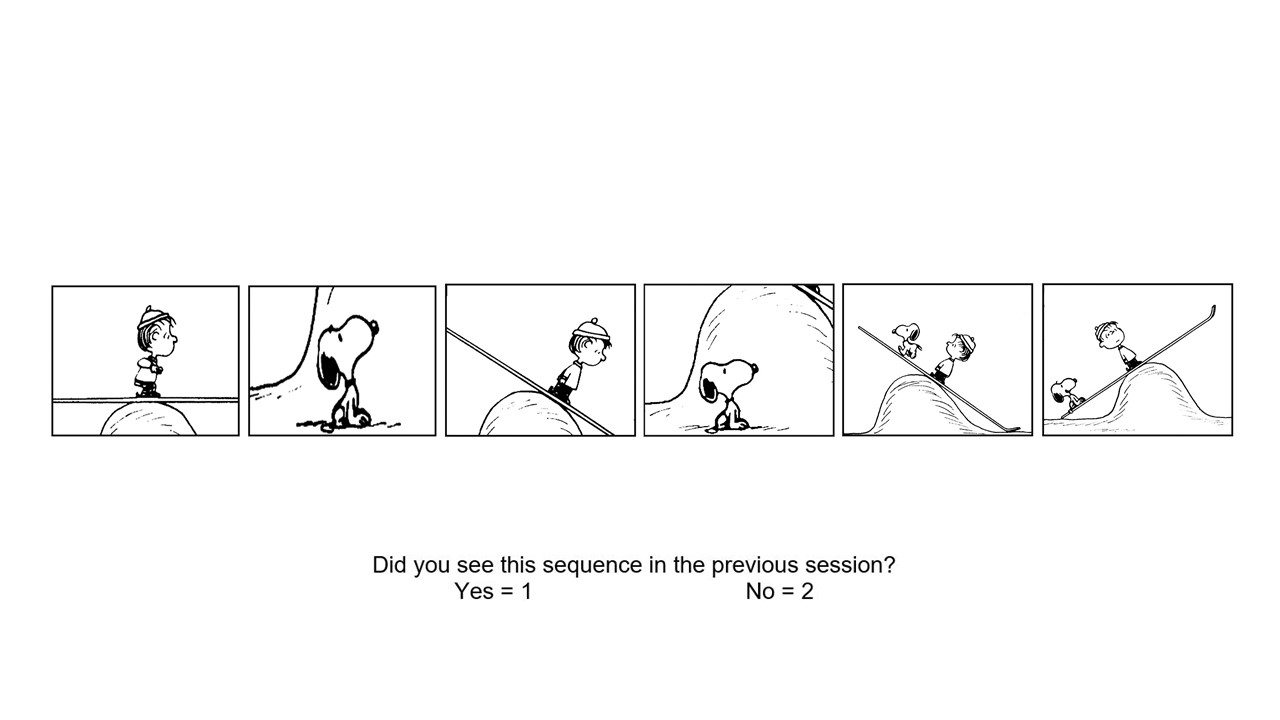 Did you see this sequence in the previous session?
Yes = 1 No = 2